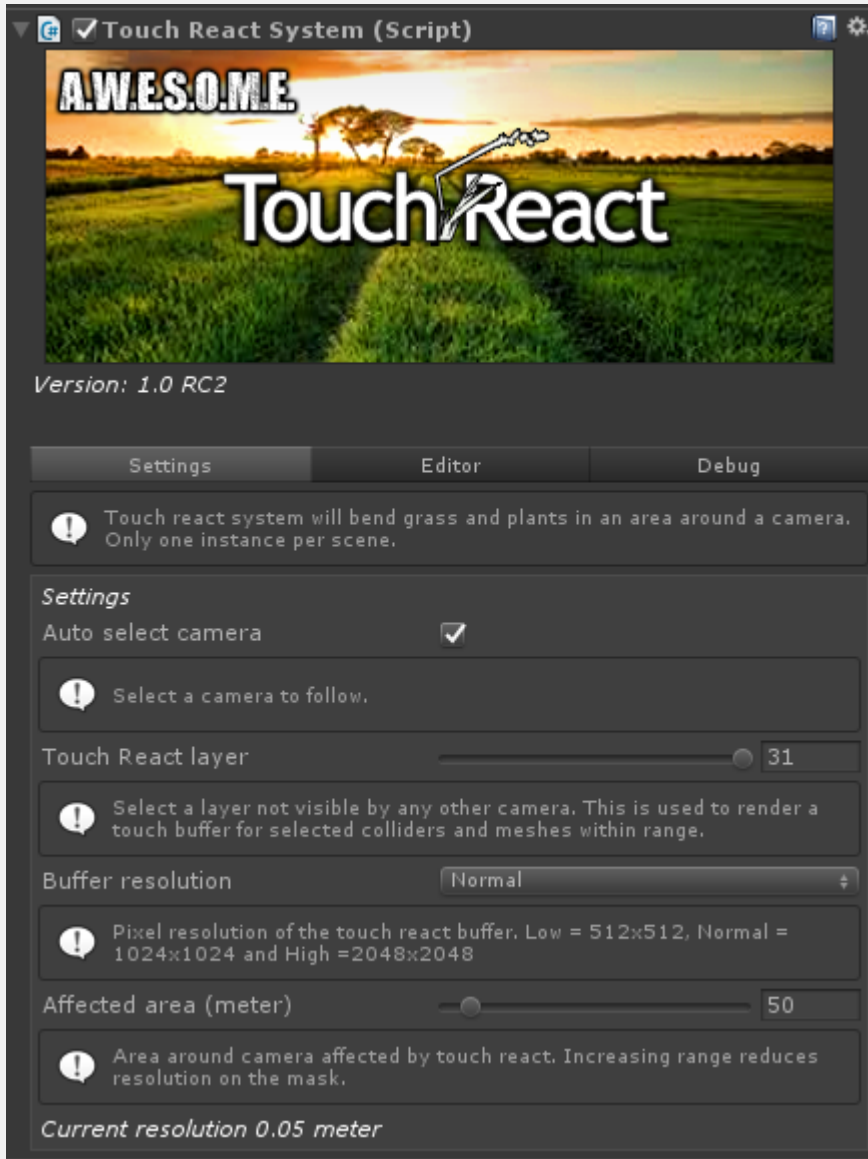 Touch React System (Script)
A.W.E.S.O.M.E.
Touch React
Version: 1.0 RC2
Settings
Editor
Debug
Touch react system will bend grass and plants in an area around a camera.
Only one instance per scene.
Settings
Auto select camera
Select a camera to follow.
Touch React layer
31
Select a layer not visible by any other camera. This is used to render a
touch buffer for selected colliders and meshes within range.
Buffer resolution
Normal
Pixel resolution of the touch react buffer. Low = 512x512, Normal =
1024x1024 and High =2048x2048
Affected area (meter)
50
Area around camera affected by touch react. Increasing range reduces
resolution on the mask.
Current resolution 0.05 meter